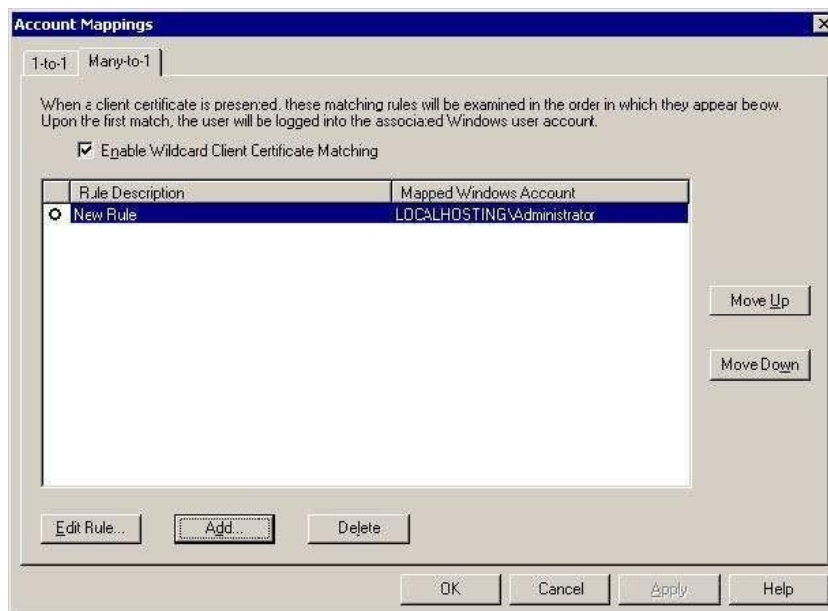 Account Mappings
1-to-1
Many-to-1
When a client certificate is presented, these matching rules will be examined in the order in which they appear below.
Upon the first match, the user will be logged into the associated Windows user account.
Enable Wildcard Client Certificate Matching
Rule Description
Mapped Windows Account
New Rule
LOCALHOSTING\Administrator
Move Up
Move Down
Edit Rule...
Add...
Delete
OK
Cancel
Apply
Help